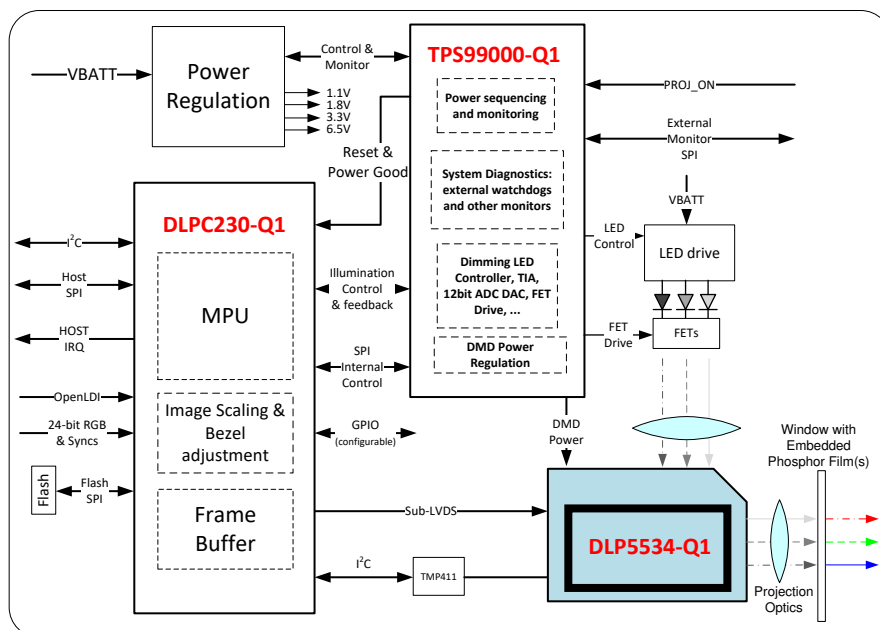 VBATT
Power
Regulation
Control &
Monitor
1.1V
1.8V
3.3V
6.5V
Reset &
Power Good
TPS99000-Q1
Power sequencing
and monitoring
System Diagnostics:
external watchdogs
and other monitors
Dimming LED
Controller, TIA,
12bit ADC DAC, FET
Drive, ...
DMD Power
Regulation
PROJ_ON
External
Monitor
SPI
VBATT
LED
Control
LED drive
FET
Drive
FETs
DLPC230-Q1
MPU
Image Scaling &
Bezel
adjustment
Frame
Buffer
I²C
Host
SPI
HOST
IRQ
OpenLDI
24-bit RGB
& Syncs
Flash
Flash
SPI
Illumination
Control
& feedback
SPI
Internal
Control
GPIO
(configurable)
Sub-LVDS
I²C
TMP411
DMD
Power
DLP5534-Q1
Window with
Embedded
Phosphor Film(s)
Projection
Optics